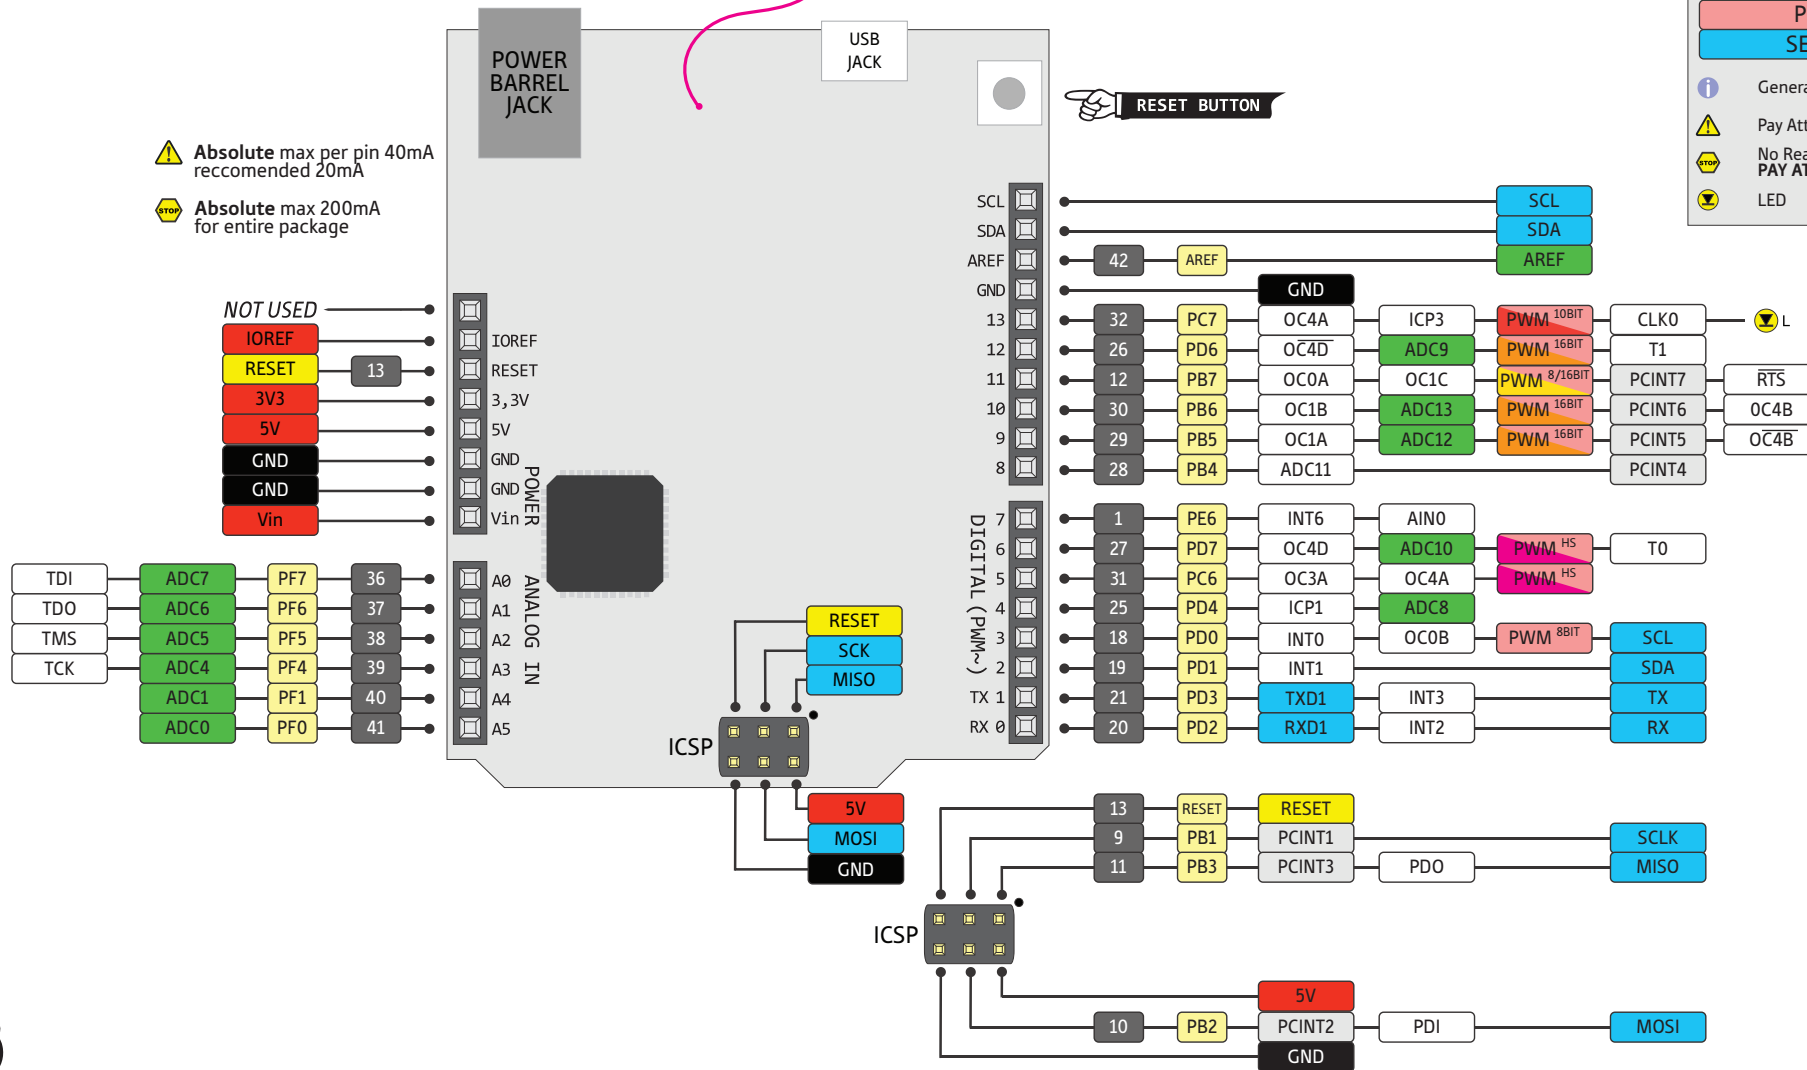 POWER
BARREL
JACK
USB
JACK
RESET BUTTON
P
SE
Genera
Pay Att
No Rea
PAY AT
LED
STOP
Absolute max per pin 40mA
reccomended 20mA
STOP
Absolute max 200mA
for entire package
NOT USED
IOREF IOREF
RESET 13 RESET
3V3 3,3V
5V 5V
GND GND
GND GND
Vin Vin
POWER
TDI ADC7 PF7 36 A0
TDO ADC6 PF6 37 A1
TMS ADC5 PF5 38 A2
TCK ADC4 PF4 39 A3
ADC1 PF1 40 A4
ADC0 PF0 41 A5
ANALOG IN
SCL SCL
SDA SDA
AREF 42 AREF AREF
GND GND
13 32 PC7 OC4A ICP3 PWM 10BIT CLK0 L
12 26 PD6 OC4D ADC9 PWM 16BIT T1
11 12 PB7 OC0A OC1C PWM 8/16BIT PCINT7 RTS
10 30 PB6 OC1B ADC13 PWM 16BIT PCINT6 OC4B
9 29 PB5 OC1A ADC12 PWM 16BIT PCINT5 OC4B
8 28 PB4 ADC11 PCINT4
7 1 PE6 INT6 AIN0
6 27 PD7 OC4D ADC10 PWM HS T0
5 31 PC6 OC3A OC4A PWM HS
4 25 PD4 ICP1 ADC8
3 18 PD0 INT0 OC0B PWM 8BIT SCL
2 19 PD1 INT1 SDA
TX 1 21 PD3 TXD1 INT3 TX
RX 0 20 PD2 RXD1 INT2 RX
DIGITAL (PWM~)
RESET
SCK
MISO
ICSP
5V
MOSI
GND
13 RESET RESET
9 PB1 PCINT1 SCLK
11 PB3 PCINT3 PDO MISO
ICSP
5V
10 PB2 PCINT2 PDI MOSI
GND